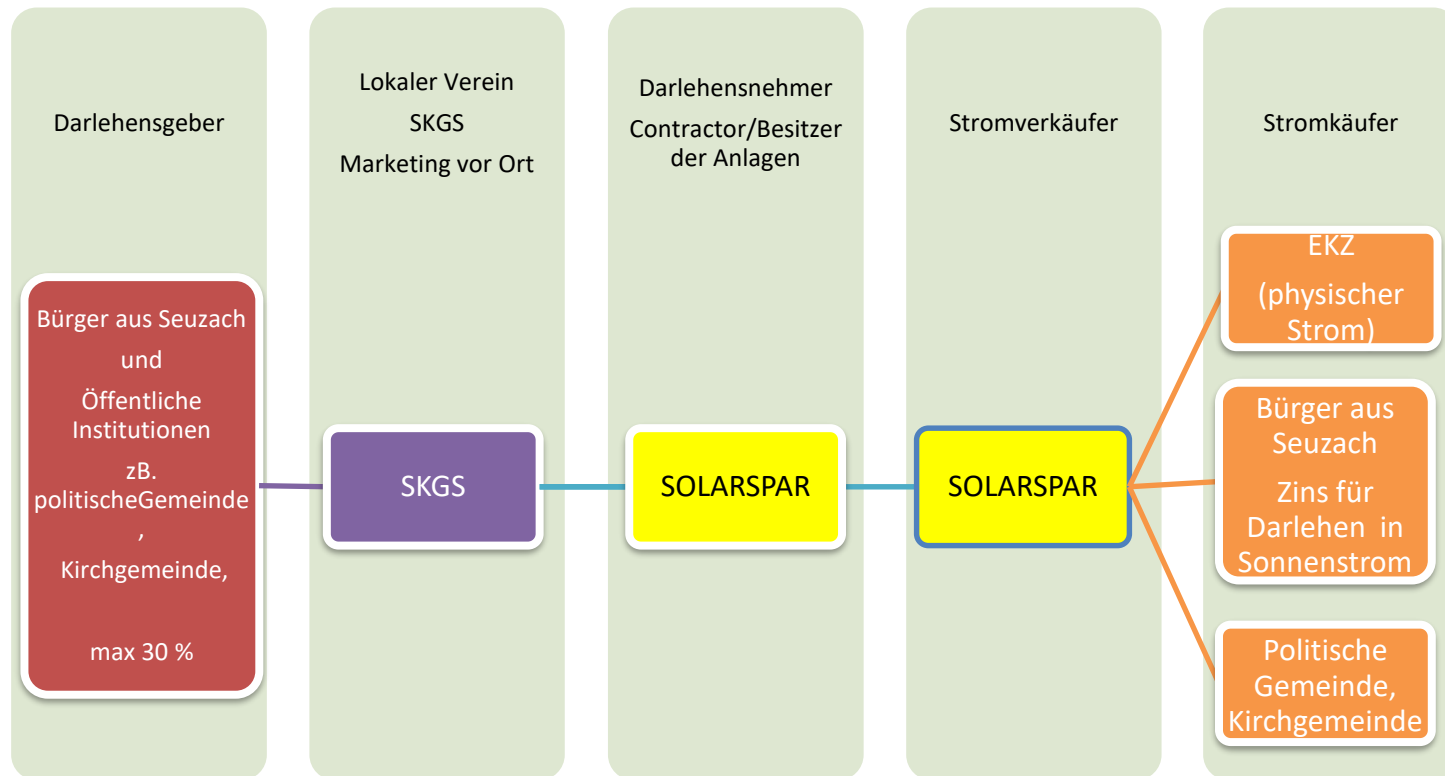 Darlehensgeber
Bürger aus Seuzach
und
Öffentliche
Institutionen
zB.
politischeGemeinde
,
Kirchgemeinde,
max 30 %
Lokaler Verein
SKGS
Marketing vor Ort
SKGS
Darlehensnehmer
Contractor/Besitzer
der Anlagen
SOLARSPAR
Stromverkäufer
SOLARSPAR
Stromkäufer
EKZ
(physischer
Strom)
Bürger aus
Seuzach
Zins für
Darlehen in
Sonnenstrom
Politische
Gemeinde,
Kirchgemeinde